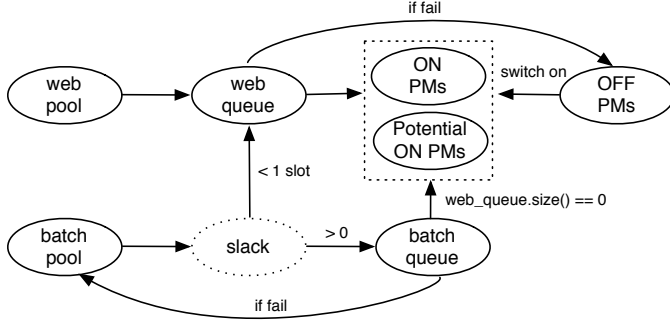 if fail
web
pool
web
queue
ON
PMs
Potential
ON PMs
switch on
OFF
PMs
< 1 slot
web_queue.size() == 0
batch
pool
slack
> 0
batch
queue
if fail